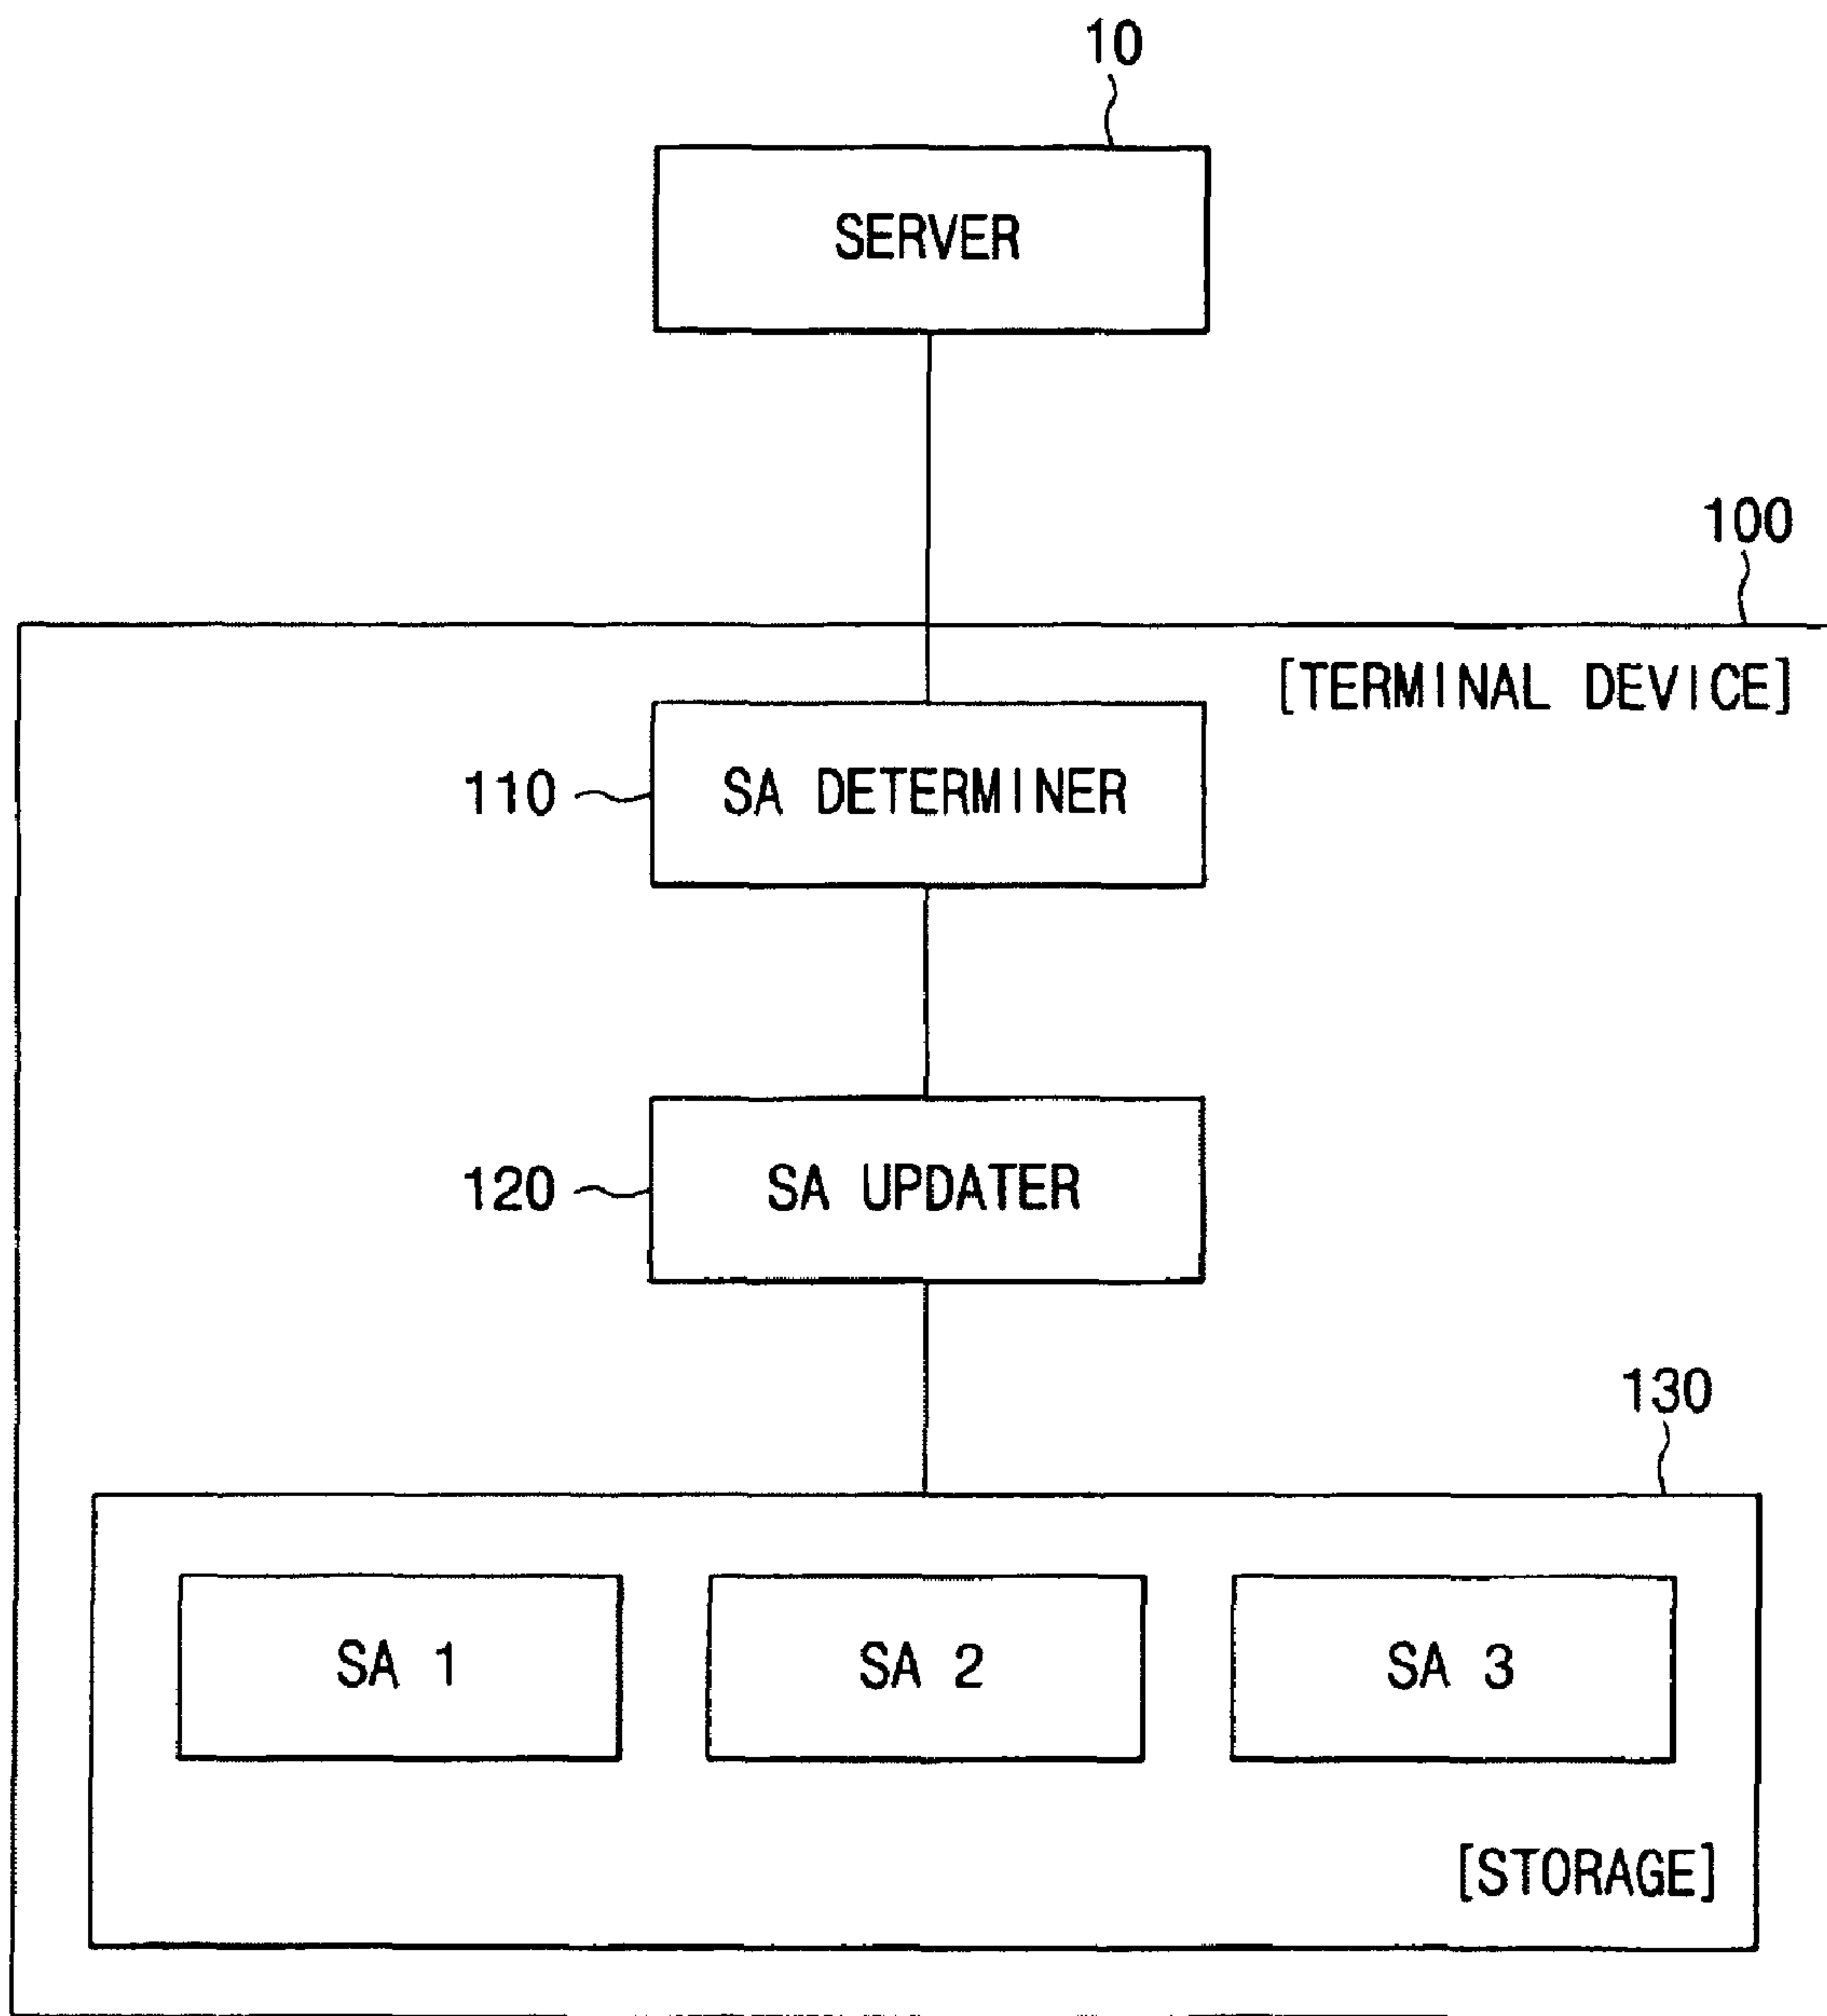 10
SERVER
100
[TERMINAL DEVICE]
110
SA DETERMINER
120
SA UPDATER
130
SA 1
SA 2
SA 3
[STORAGE]